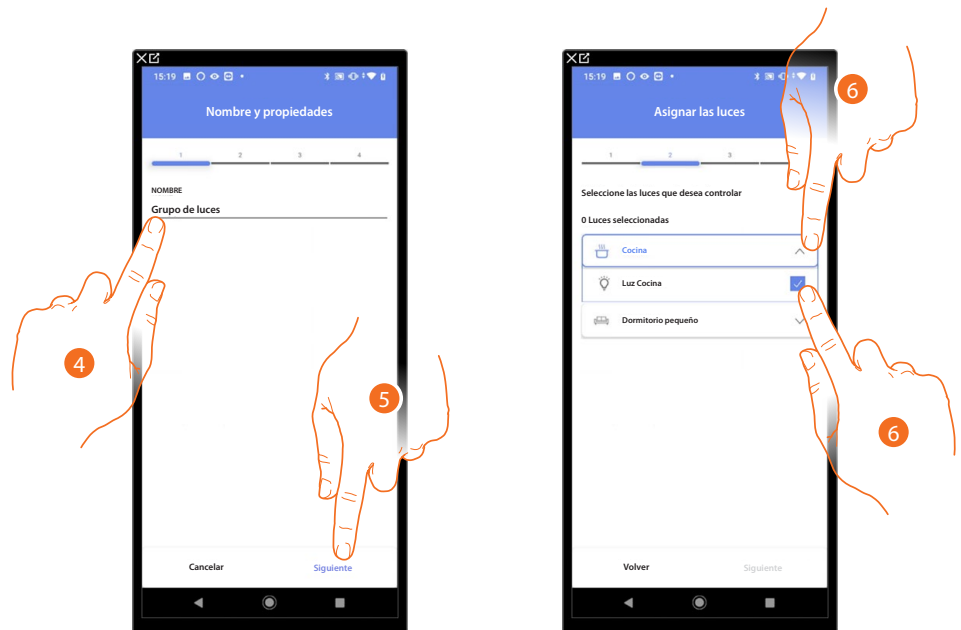 15:19
Nombre y propiedades
1 2 3 4
NOMBRE
Grupo de luces
4
5
Cancelar Siguiente
15:19
6
Asignar las luces
1 2 3
Seleccione las luces que desea controlar
0 Luces seleccionadas
Cocina
Luz Cocina
Dormitorio pequeño
6
Volver Siguiente